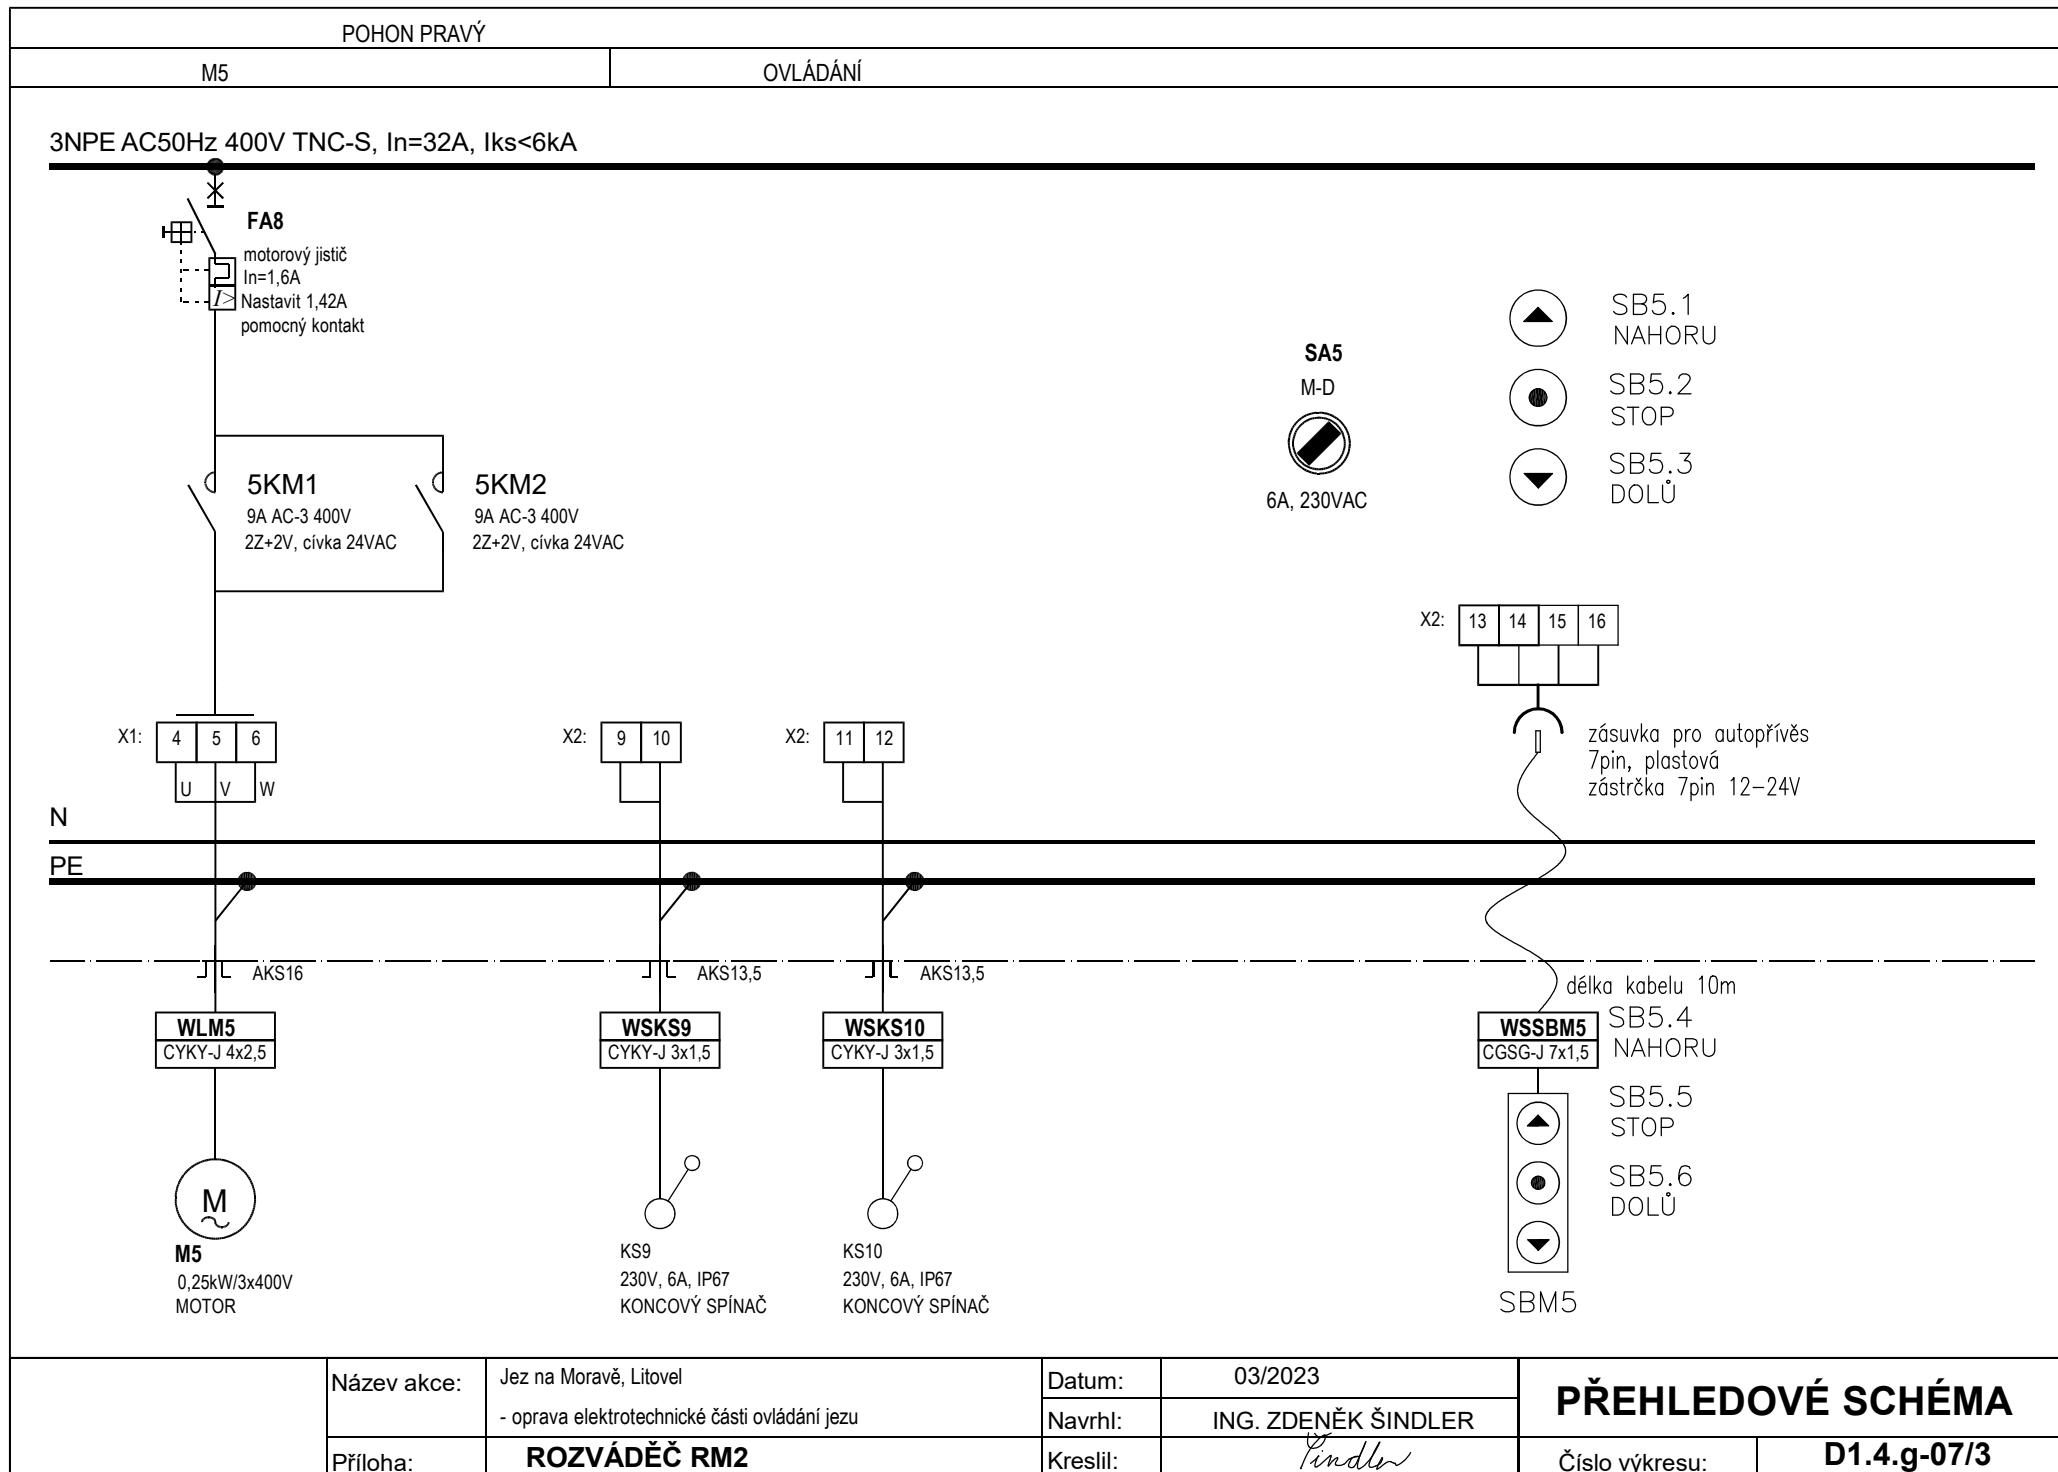 POHON PRAVÝ
M5
OVLÁDÁNÍ
3NPE AC50Hz 400V TNC-S, In=32A, Iks<6kA
FA8
motorový jistič
In=1,6A
I> Nastavit 1,42A
pomocný kontakt
SB5.1
NAHORU
SA5
M-D
6A, 230VAC
SB5.2
STOP
SB5.3
DOLŮ
5KM1
9A AC-3 400V
2Z+2V, cívka 24VAC
5KM2
9A AC-3 400V
2Z+2V, cívka 24VAC
X2: 13 14 15 16
X1: 4 5 6
U V W
X2: 9 10
X2: 11 12
zásuvka pro autopřívěs
7pin, plastová
zástrčka 7pin 12-24V
N
PE
AKS16
AKS13,5
AKS13,5
délka kabelu 10m
WLM5
CYKY-J 4x2,5
WSKS9
CYKY-J 3x1,5
WSKS10
CYKY-J 3x1,5
WSSBM5
CGSG-J 7x1,5
SB5.4
NAHORU
SB5.5
STOP
SB5.6
DOLŮ
M
M5
0,25kW/3x400V
MOTOR
KS9
230V, 6A, IP67
KONCOVÝ SPÍNAČ
KS10
230V, 6A, IP67
KONCOVÝ SPÍNAČ
SBM5
Název akce:
Jez na Moravě, Litovel
- oprava elektrotechnické části ovládání jezu
Příloha:
ROZVÁDĚČ RM2
Datum:
03/2023
Navrhl:
ING. ZDENĚK ŠINDLER
Kreslil:
Šindler
PŘEHLEDOVÉ SCHÉMA
Číslo výkresu:
D1.4.g-07/3